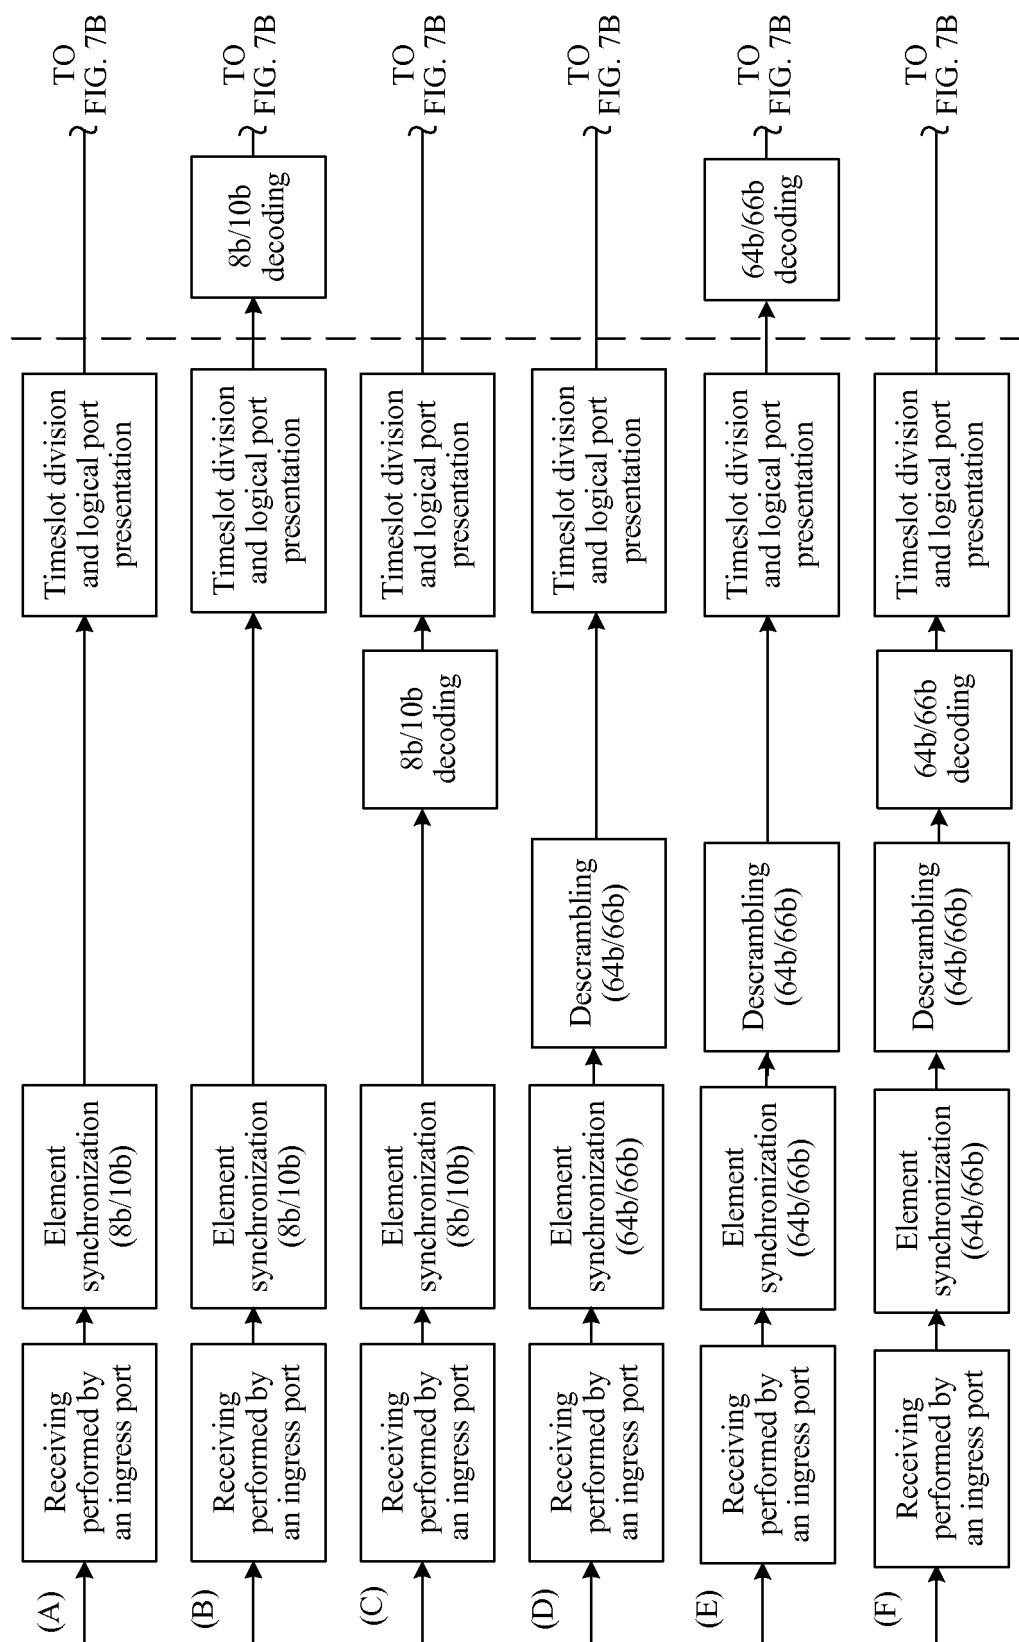 (A)
Receiving
performed by
an ingress port
Element
synchronization
(8b/10b)
Timeslot division
and logical port
presentation
TO
FIG. 7B
(B)
Receiving
performed by
an ingress port
Element
synchronization
(8b/10b)
Timeslot division
and logical port
presentation
8b/10b
decoding
TO
FIG. 7B
(C)
Receiving
performed by
an ingress port
Element
synchronization
(8b/10b)
8b/10b
decoding
Timeslot division
and logical port
presentation
TO
FIG. 7B
(D)
Receiving
performed by
an ingress port
Element
synchronization
(64b/66b)
Descrambling
(64b/66b)
Timeslot division
and logical port
presentation
TO
FIG. 7B
(E)
Receiving
performed by
an ingress port
Element
synchronization
(64b/66b)
Descrambling
(64b/66b)
Timeslot division
and logical port
presentation
64b/66b
decoding
TO
FIG. 7B
(F)
Receiving
performed by
an ingress port
Element
synchronization
(64b/66b)
Descrambling
(64b/66b)
64b/66b
decoding
Timeslot division
and logical port
presentation
TO
FIG. 7B